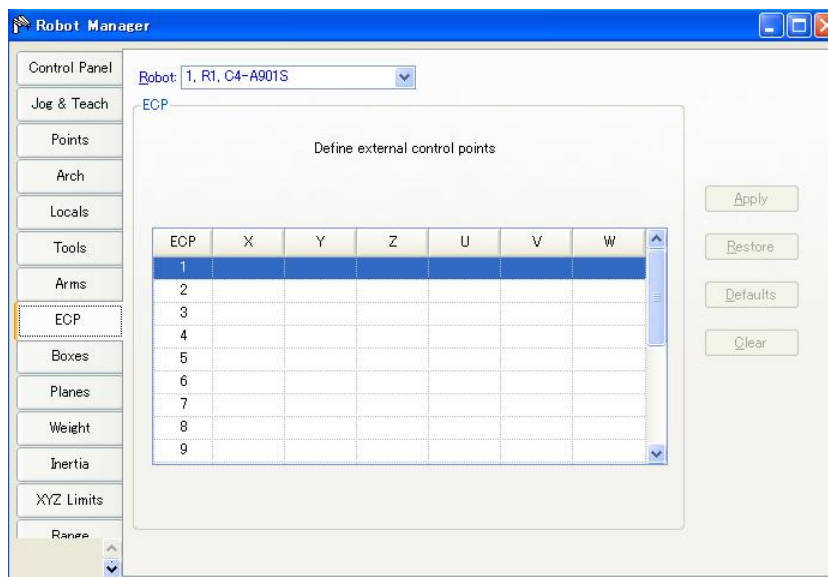 Robot Manager
Control Panel
Jog & Teach
Points
Arch
Locals
Tools
Arms
ECP
Boxes
Planes
Weight
Inertia
XYZ Limits
Range
Robot: 1, R1, C4-A901S
ECP
Define external control points
ECP X Y Z U V W
1
2
3
4
5
6
7
8
9
Apply
Restore
Defaults
Clear